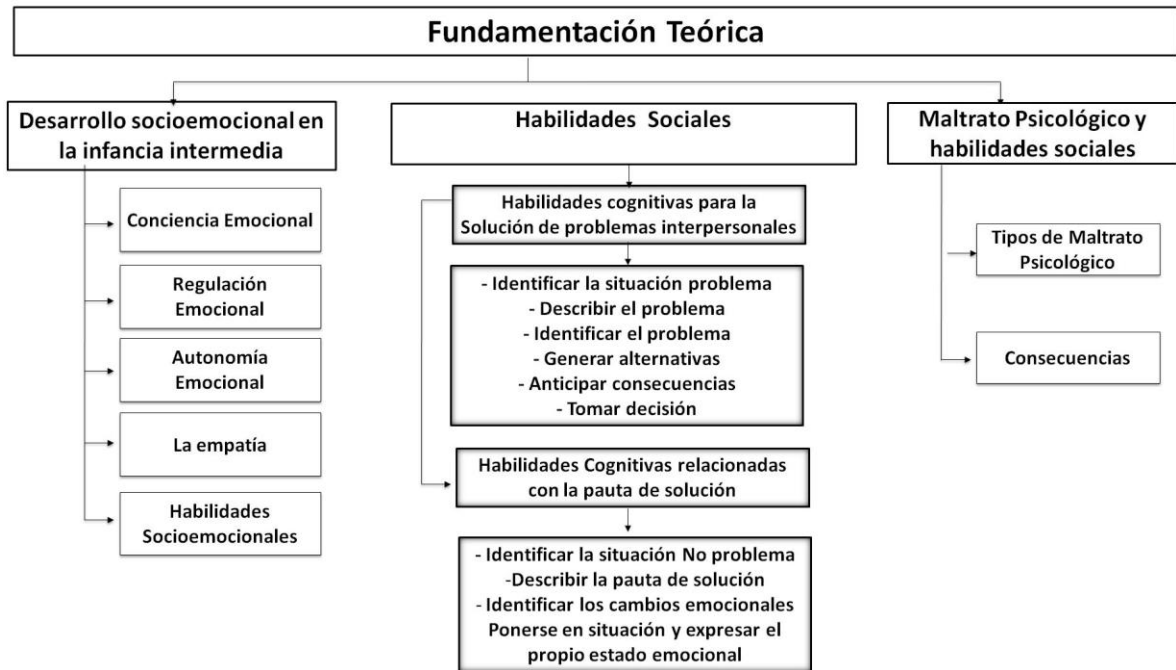 Fundamentación Teórica
Desarrollo socioemocional en
la infancia intermedia
Conciencia Emocional
Regulación
Emocional
Autonomía
Emocional
La empatía
Habilidades
Socioemocionales
Habilidades Sociales
Habilidades cognitivas para la
Solución de problemas interpersonales
- Identificar la situación problema
- Describir el problema
- Identificar el problema
- Generar alternativas
- Anticipar consecuencias
- Tomar decisión
Habilidades Cognitivas relacionadas
con la pauta de solución
- Identificar la situación No problema
-Describir la pauta de solución
- Identificar los cambios emocionales
Ponerse en situación y expresar el
propio estado emocional
Maltrato Psicológico y
habilidades sociales
Tipos de Maltrato
Psicológico
Consecuencias